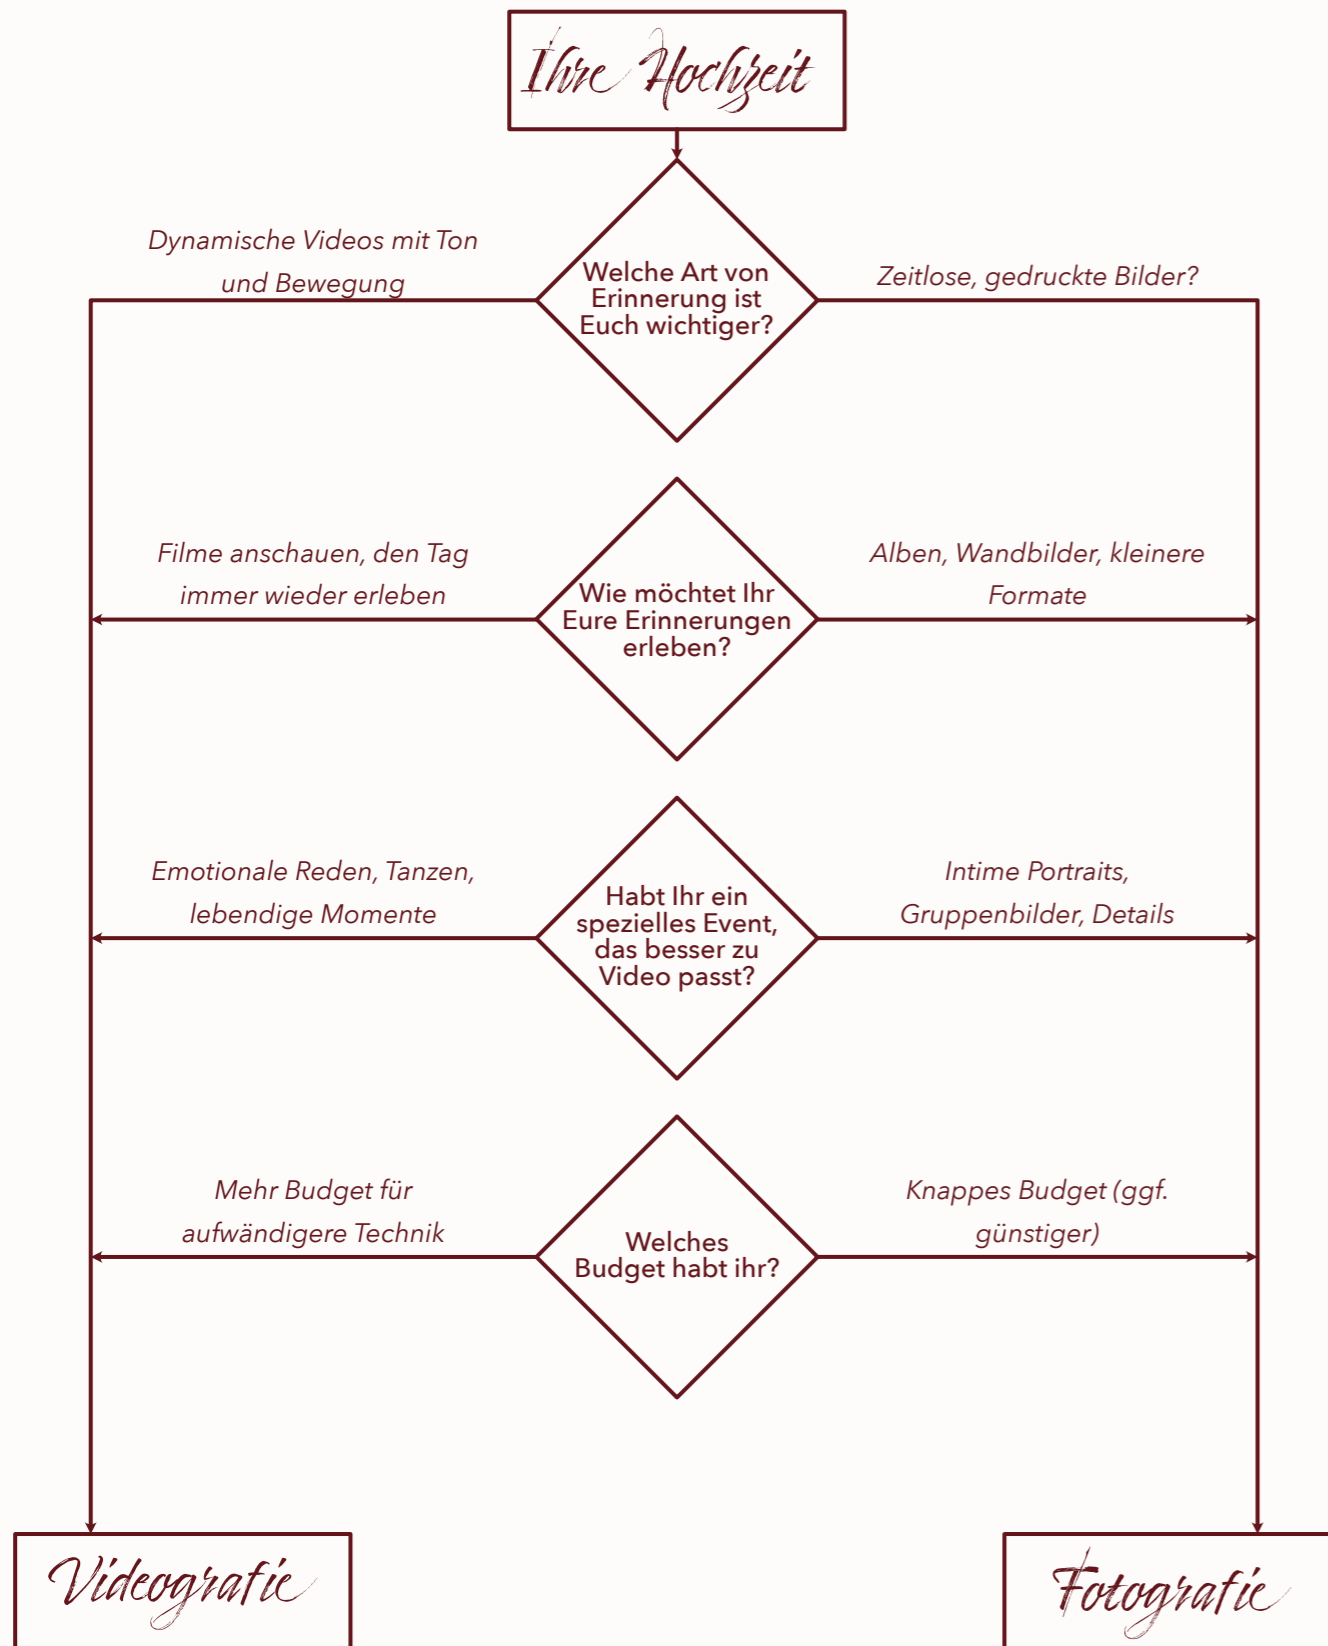 Ihre Hochzeit
Dynamische Videos mit Ton
und Bewegung
Welche Art von
Erinnerung ist
Euch wichtiger?
Zeitlose, gedruckte Bilder?
Filme anschauen, den Tag
immer wieder erleben
Wie möchtet Ihr
Eure Erinnerungen
erleben?
Alben, Wandbilder, kleinere
Formate
Emotionale Reden, Tanzen,
lebendige Momente
Habt Ihr ein
spezielles Event,
das besser zu
Video passt?
Intime Portraits,
Gruppenbilder, Details
Mehr Budget für
aufwändigere Technik
Welches
Budget habt ihr?
Knappes Budget (ggf.
günstiger)
Videografie
Fotografie